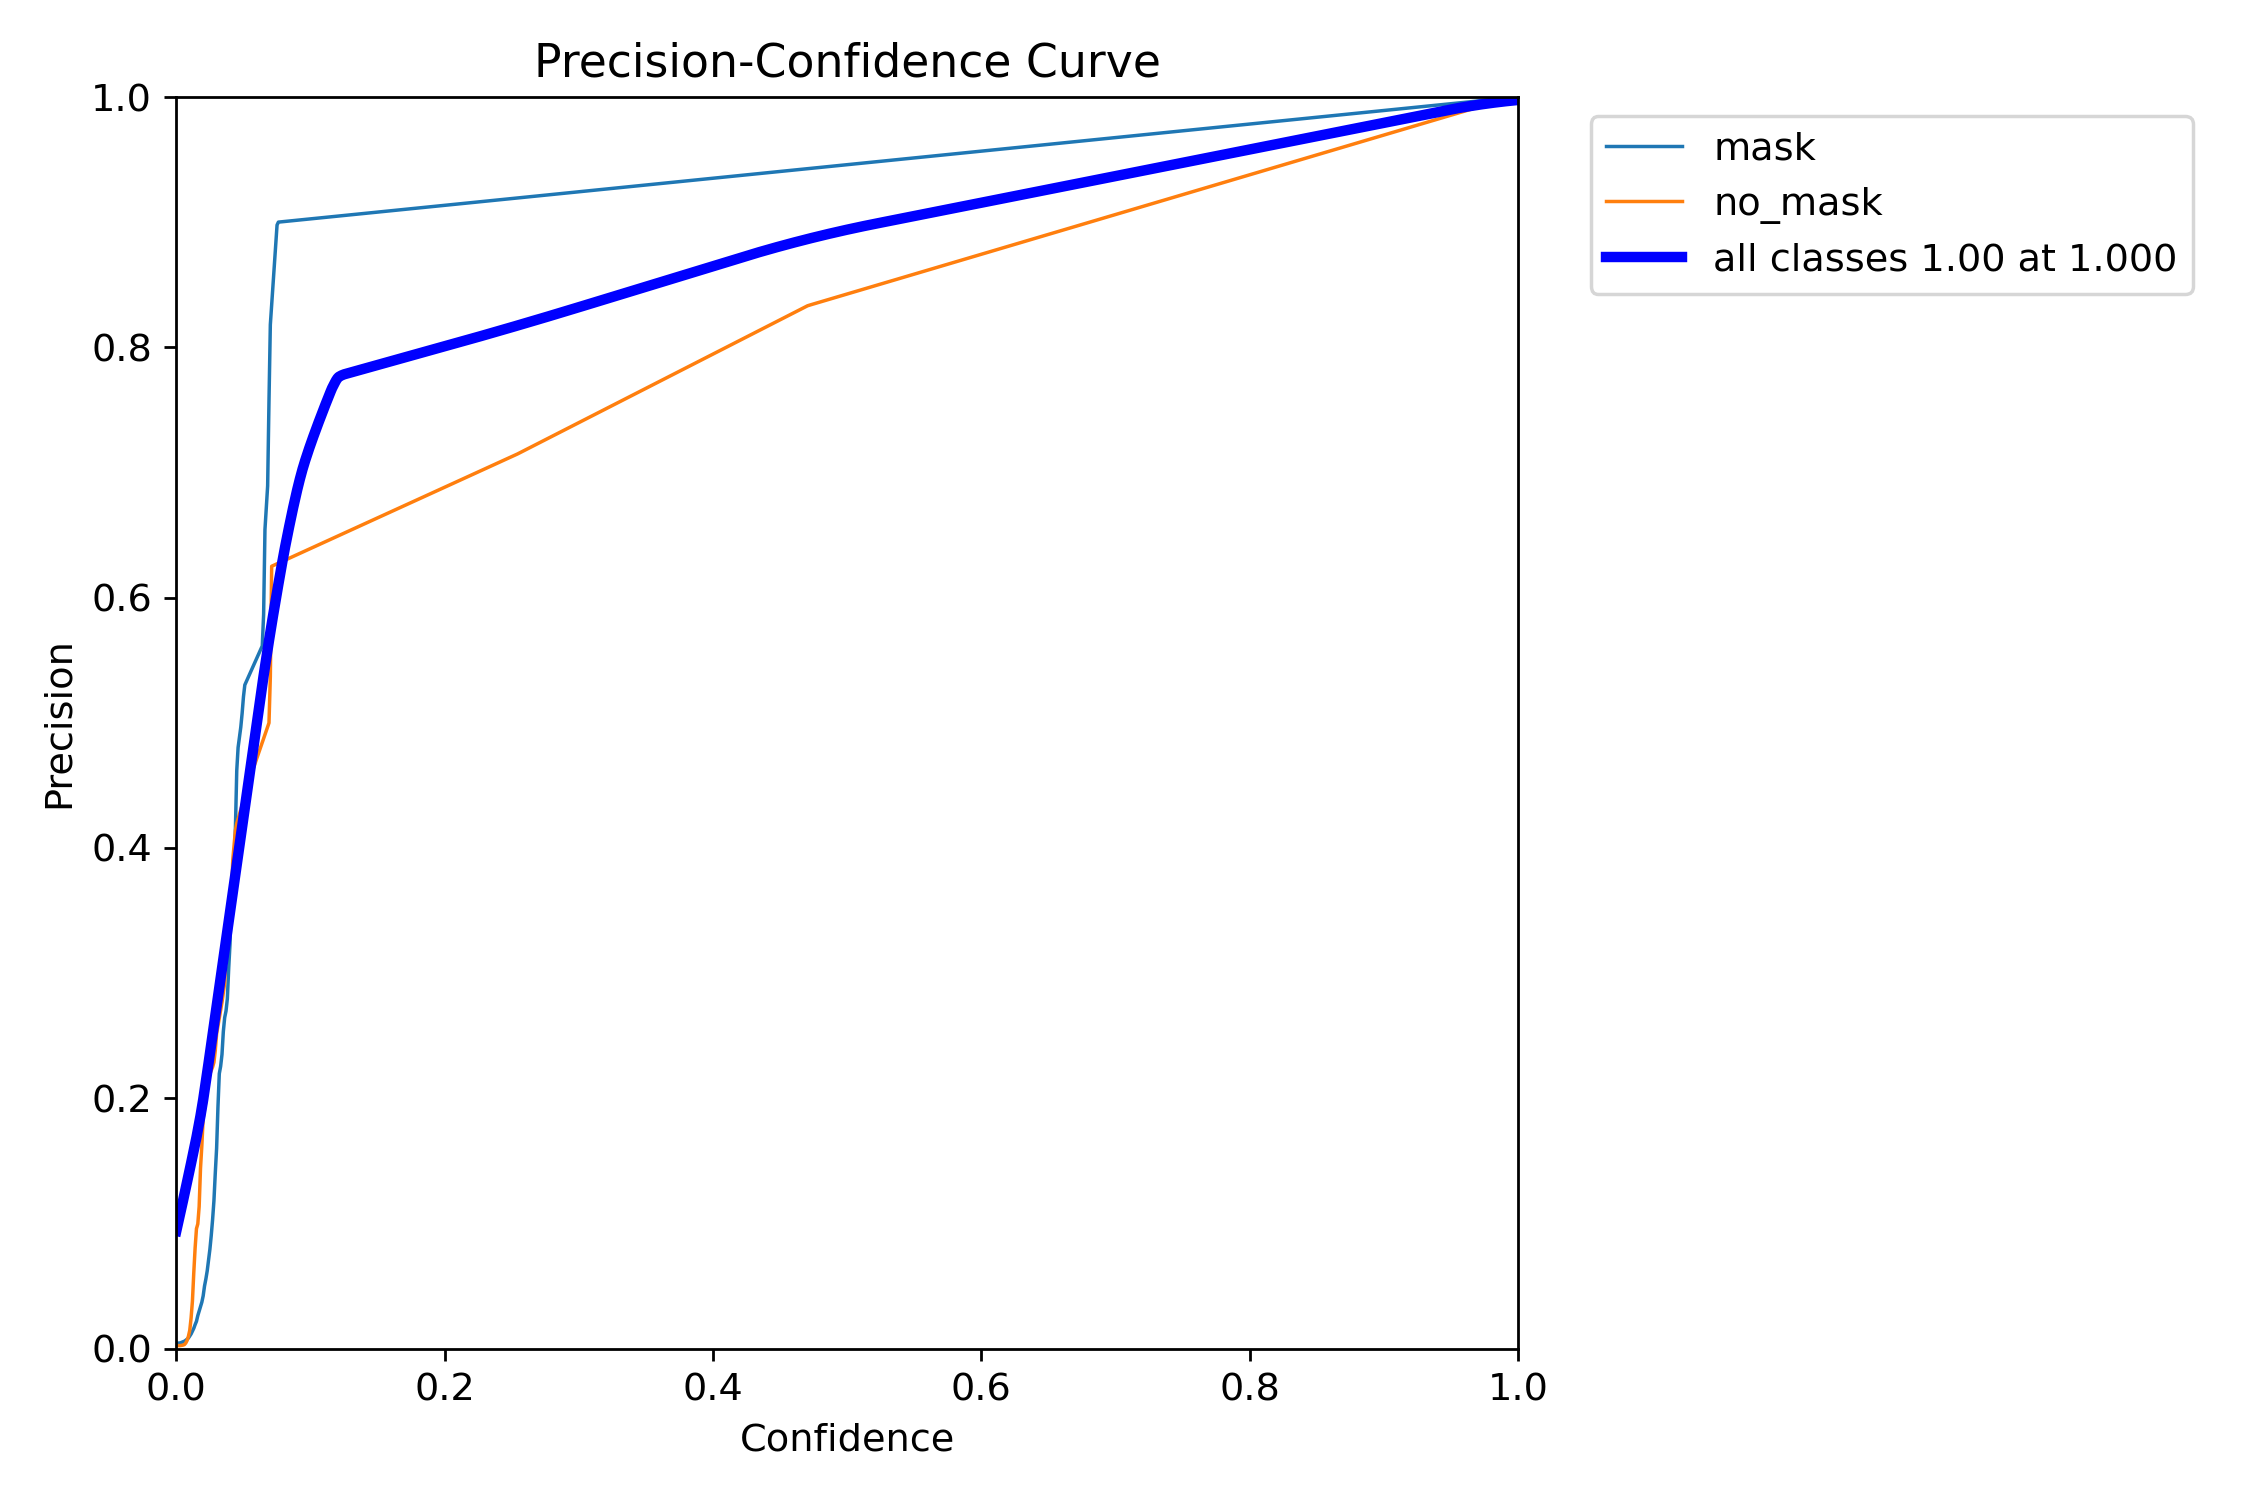 Precision-Confidence Curve
1.0
0.8
0.6
0.4
0.2
0.0
Precision
0.0 0.2 0.4 0.6 0.8 1.0
Confidence
mask
no_mask
all classes 1.00 at 1.000